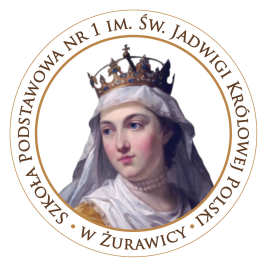 Szkoła Podstawowa nr 1 im. Św. Jadwigi Królowej Polski
• w Żurawicy •